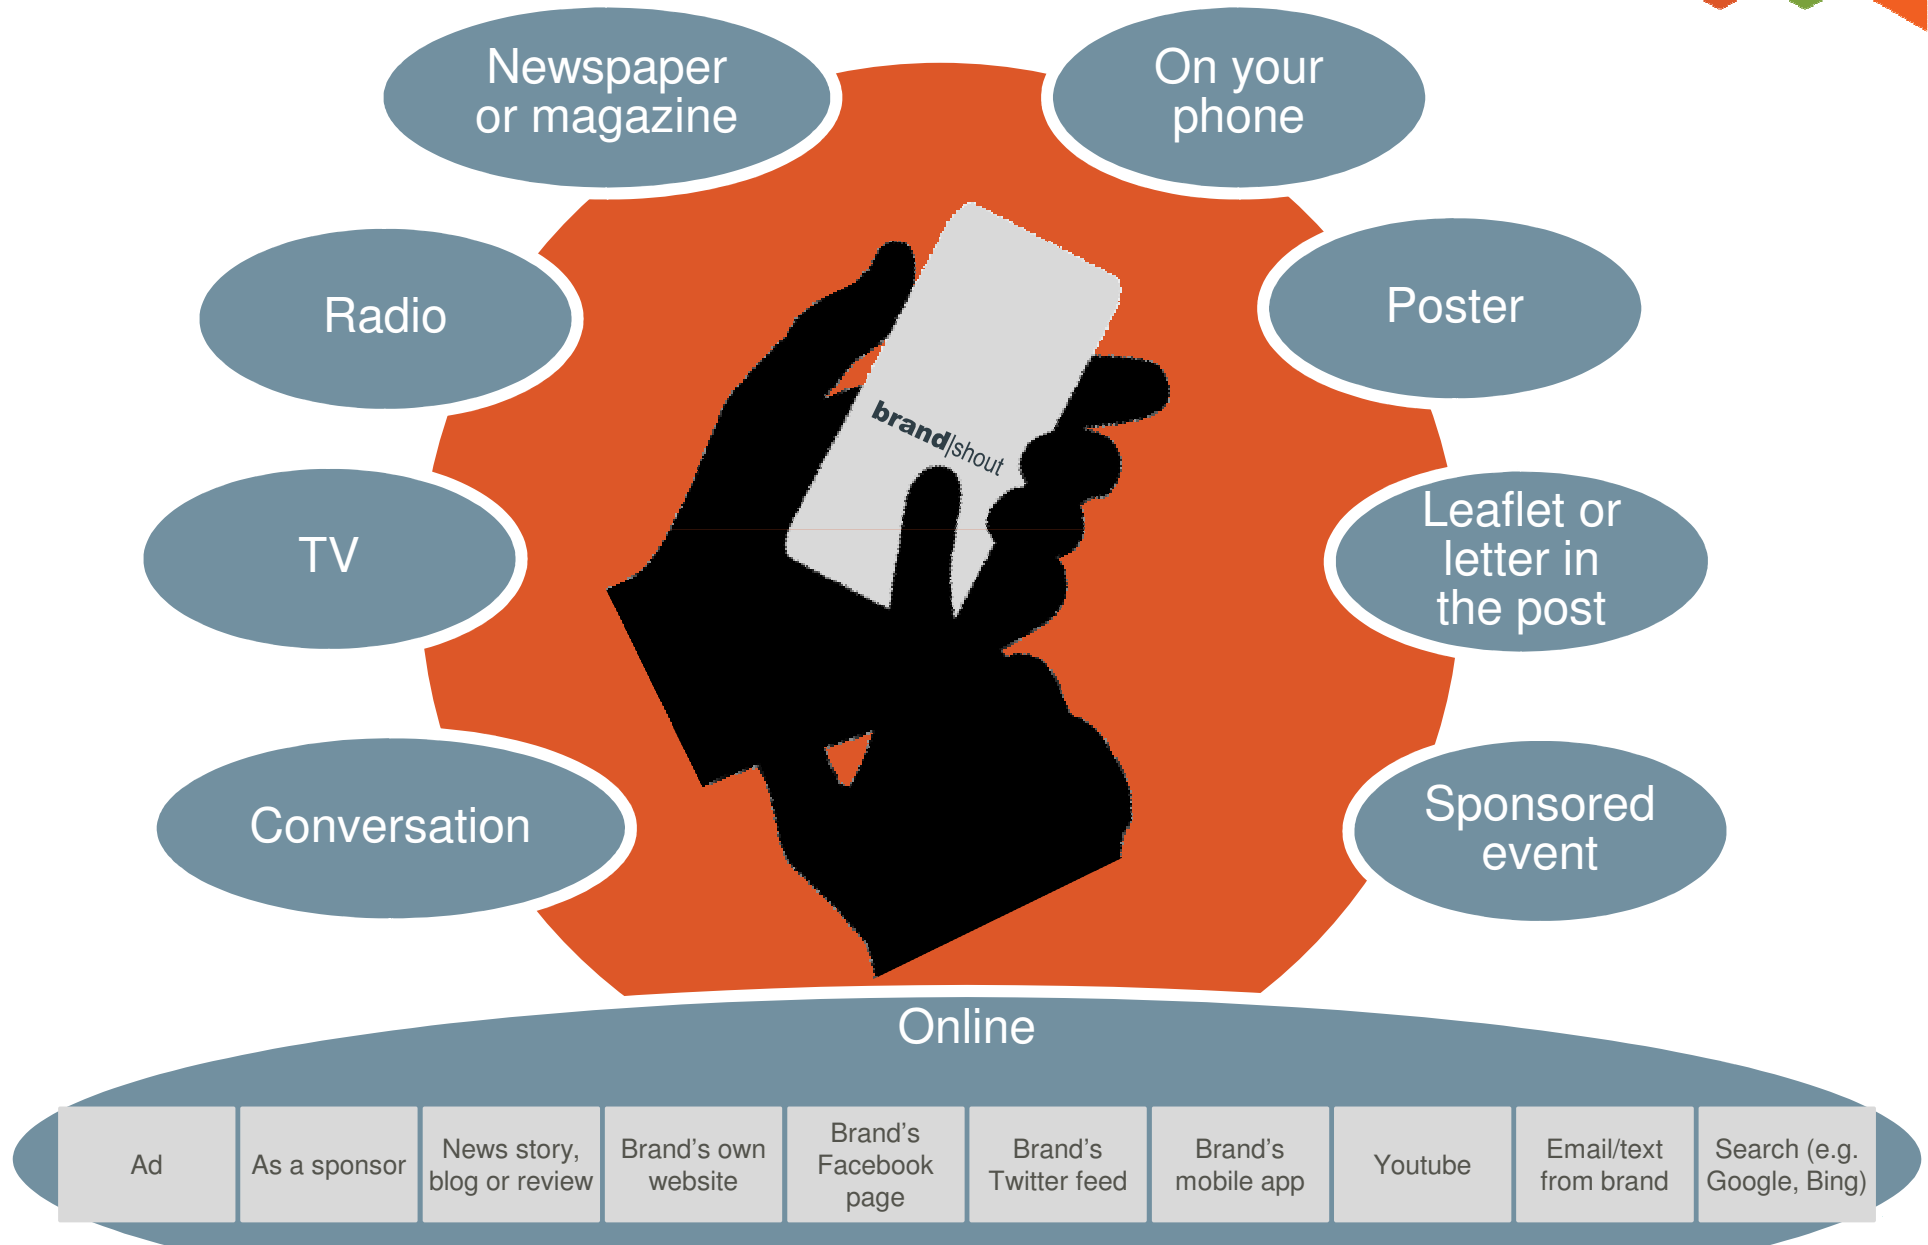 Newspaper
or magazine
On your
phone
Radio
Poster
brand|shout
TV
Leaflet or
letter in
the post
Conversation
Sponsored
event
Online
Ad
As a sponsor
News story,
blog or review
Brand’s own
website
Brand’s
Facebook
page
Brand’s
Twitter feed
Brand’s
mobile app
Youtube
Email/text
from brand
Search (e.g.
Google, Bing)